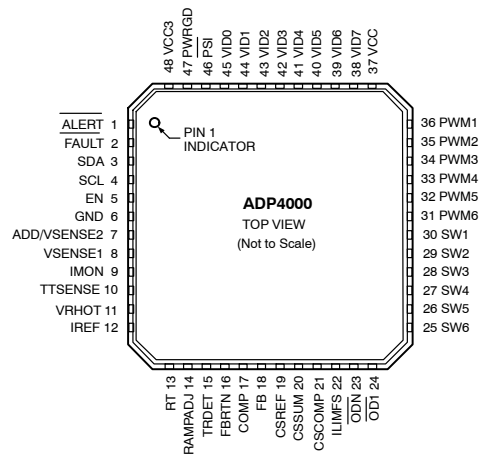 48 VCC3
47 PWRGD
46 PSI
45 VID0
44 VID1
43 VID2
42 VID3
41 VID4
40 VID5
39 VID6
38 VID7
37 VCC
ALERT 1
FAULT 2
SDA 3
SCL 4
EN 5
GND 6
ADD/VSENSE2 7
VSENSE1 8
IMON 9
TTSENSE 10
VRHOT 11
IREF 12
PIN 1
INDICATOR
ADP4000
TOP VIEW
(Not to Scale)
36 PWM1
35 PWM2
34 PWM3
33 PWM4
32 PWM5
31 PWM6
30 SW1
29 SW2
28 SW3
27 SW4
26 SW5
25 SW6
RT 13
RAMPADJ 14
TRDET 15
FBRTN 16
COMP 17
FB 18
CSREF 19
CSSUM 20
CSCOMP 21
ILIMFS 22
ODN 23
OD1 24